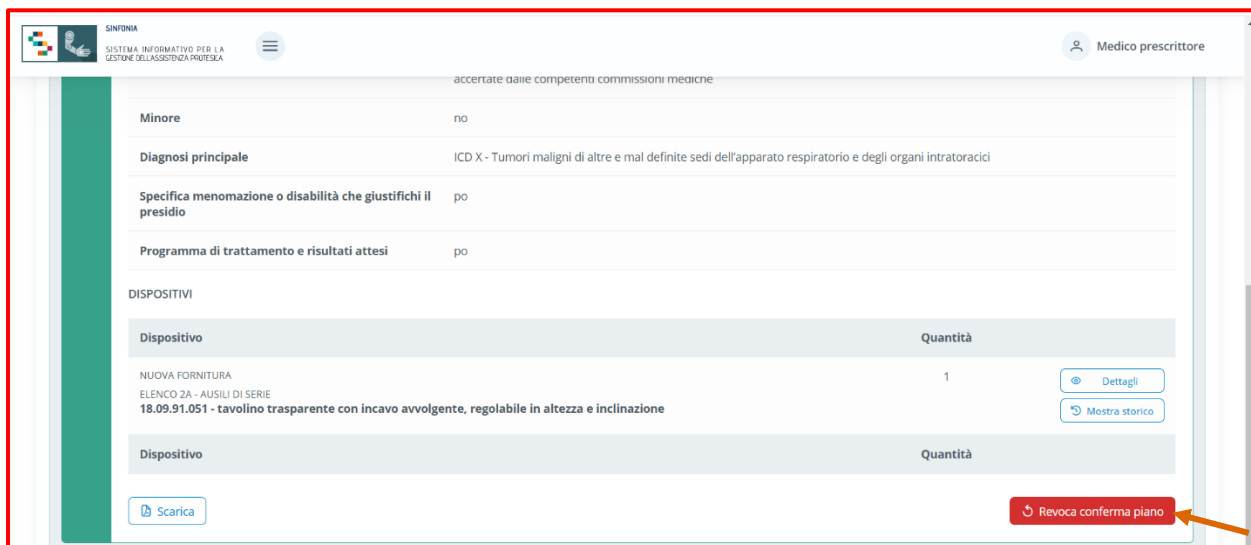 SINFONIA
SISTEMA INFORMATIVO PER LA
GESTIONE DELL'ASSISTENZA PROTESICA
Medico prescrittore
accertate dalle competenti commissioni mediche
Minore no
Diagnosi principale ICD X - Tumori maligni di altre e mal definite sedi dell'apparato respiratorio e degli organi intratoracici
Specifica menomazione o disabilità che giustifichi il po
presidio
Programma di trattamento e risultati attesi po
DISPOSITIVI
Dispositivo Quantità
NUOVA FORNITURA 1
Dettagli
ELENCO 2A - AUSILI DI SERIE
18.09.91.051 - tavolino trasparente con incavo avvolgente, regolabile in altezza e inclinazione
Mostra storico
Dispositivo Quantità
Scarica Revoca conferma piano